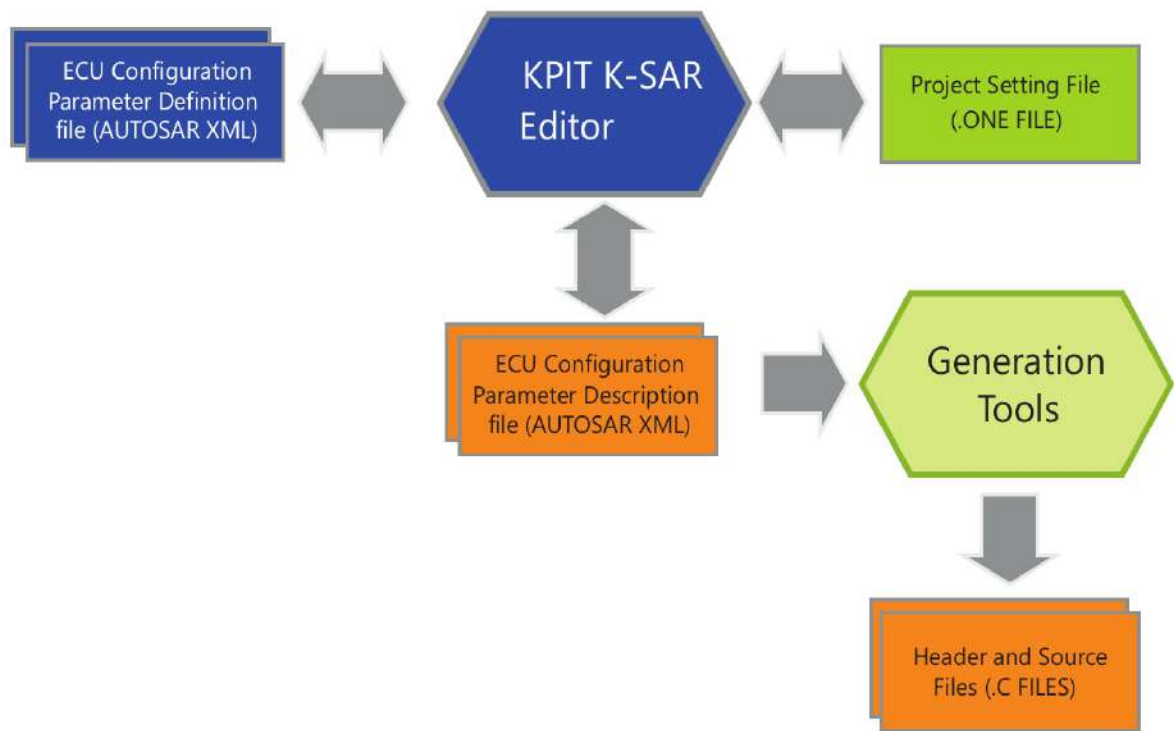 ECU Configuration
Parameter Definition
file (AUTOSAR XML)
KPIT K-SAR
Editor
Project Setting File
(.ONE FILE)
ECU Configuration
Parameter Description
file (AUTOSAR XML)
Generation
Tools
Header and Source
Files (.C FILES)